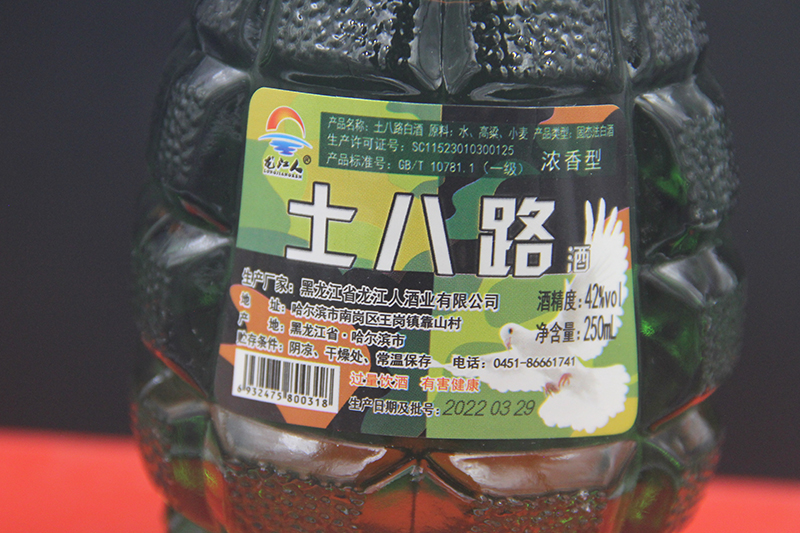 龙江人®
产品名称：土八路白酒 原料：水、高粱、小麦 产品类型：固态法白酒
生产许可证号：SC11523010300125
产品标准号：GB/T 10781.1（一级） 浓香型
土八路酒
生产厂家：黑龙江省龙江人酒业有限公司
地 址：哈尔滨市南岗区王岗镇靠山村
产 地：黑龙江省·哈尔滨市
贮存条件：阴凉、干燥处、常温保存 电话：0451-86661741
酒精度：42%vol
净含量：250mL
过量饮酒 有害健康
6932475800318
生产日期及批号：2022 03 29